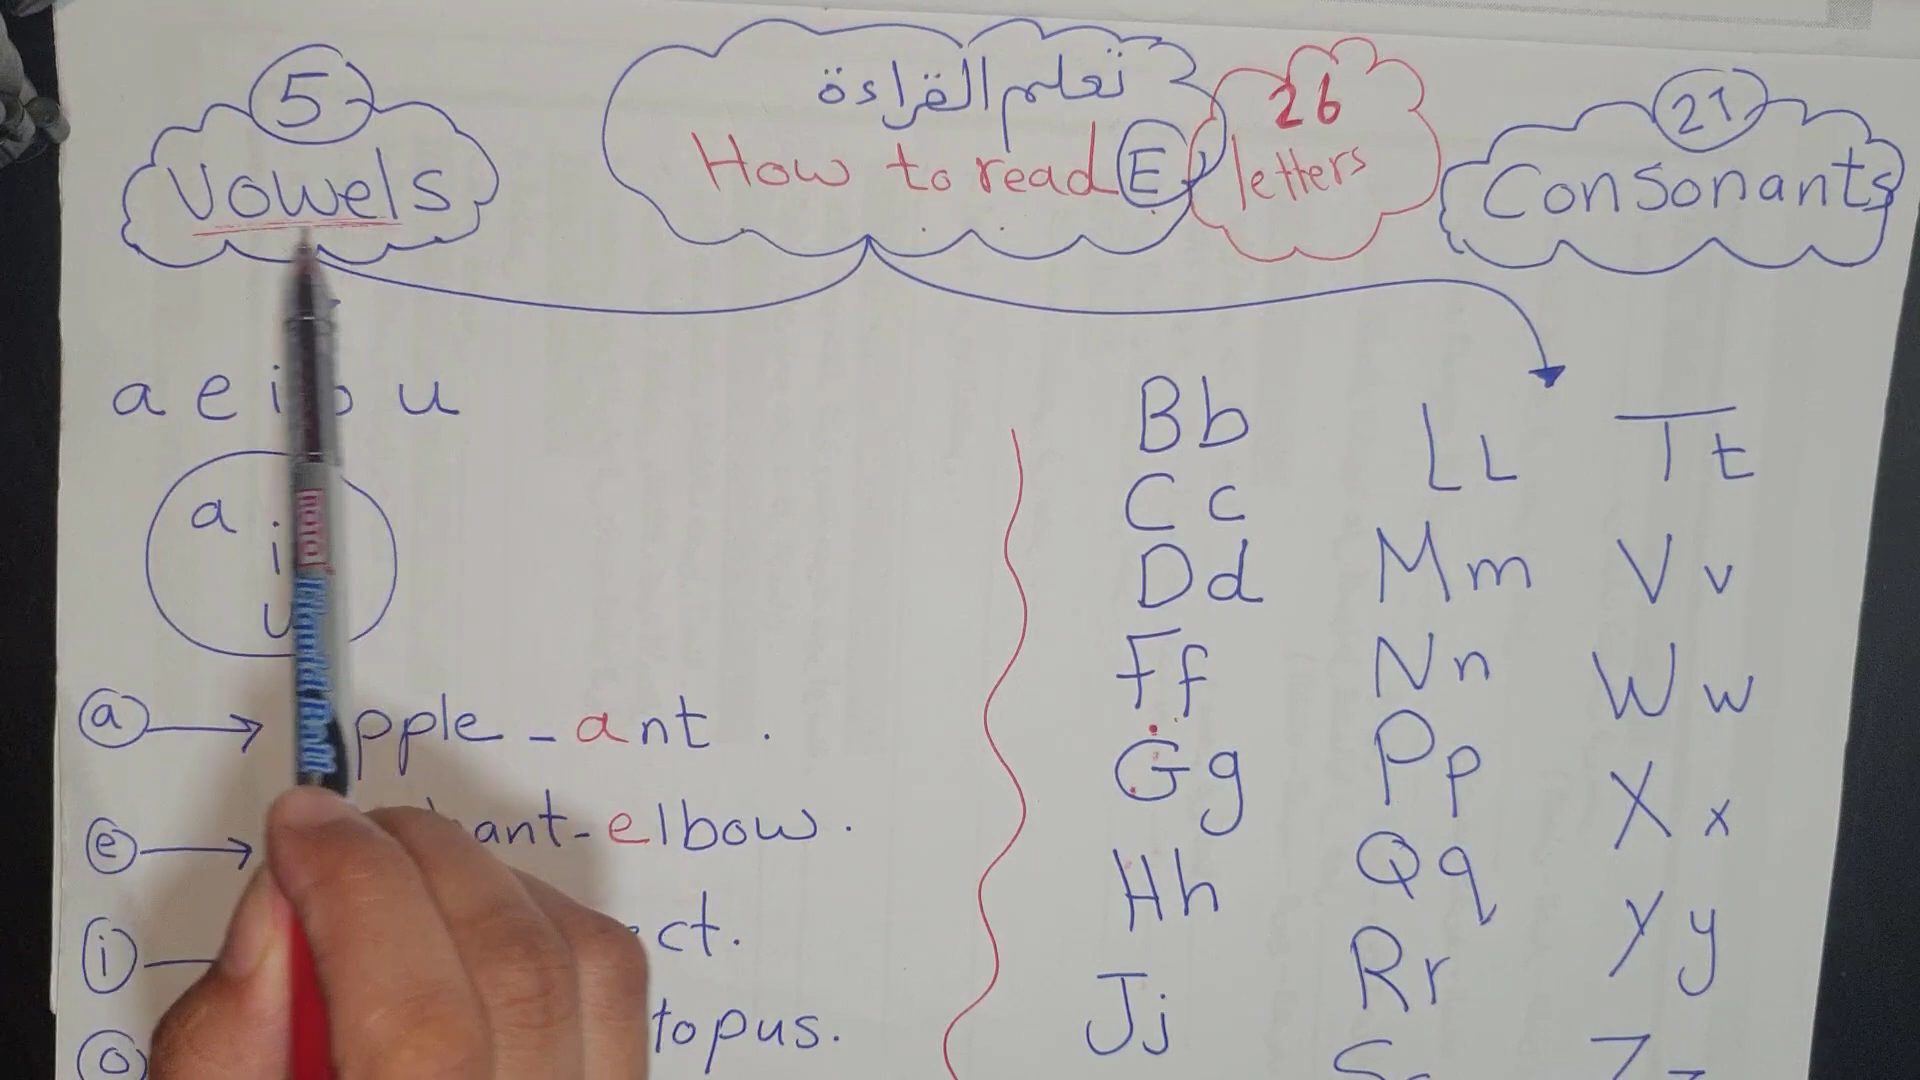 5
Vowels
تعلم القراءة
How to read E
26
letters
21
Consonants
a e i o u
a
i
u
a → pple - ant .
e → ant - elbow .
i ect.
o topus.
Bb
Cc
Dd
Ff
Gg
Hh
Jj
LL
Mm
Nn
Pp
Qq
Rr
Tt
Vv
Ww
Xx
Yy